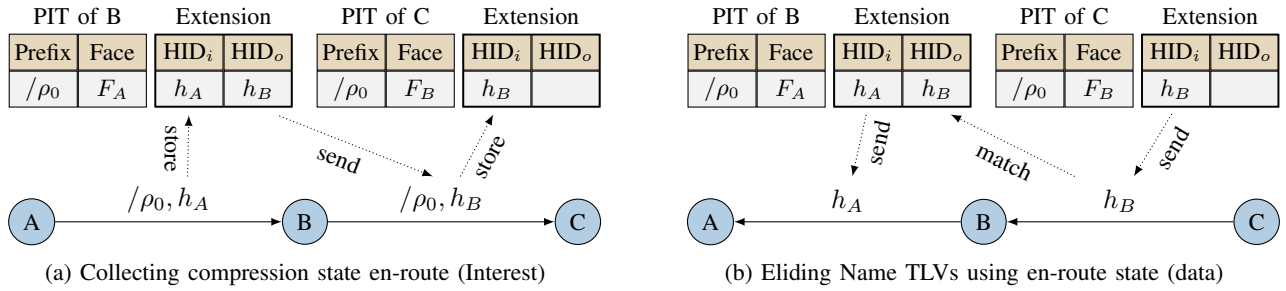 PIT of B Extension PIT of C Extension
Prefix Face HIDi HIDo Prefix Face HIDi HIDo
/ρ0 FA hA hB /ρ0 FB hB
store send store
/ρ0, hA /ρ0, hB
A B C
(a) Collecting compression state en-route (Interest)
PIT of B Extension PIT of C Extension
Prefix Face HIDi HIDo Prefix Face HIDi HIDo
/ρ0 FA hA hB /ρ0 FB hB
send match send
hA hB
A B C
(b) Eliding Name TLVs using en-route state (data)